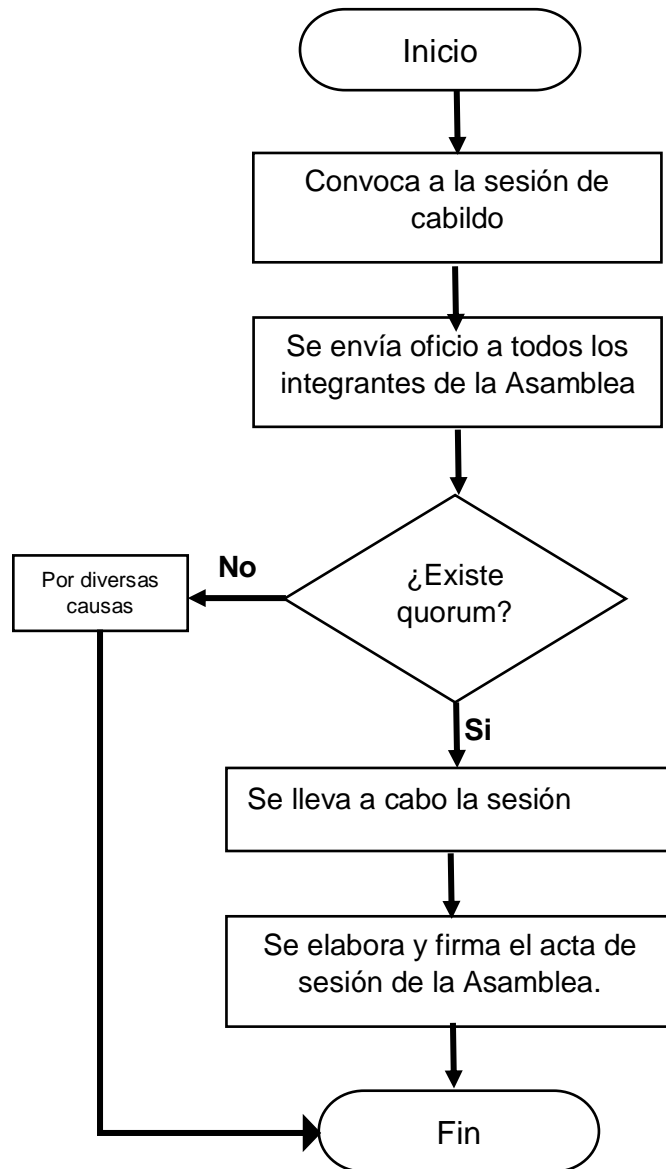 Inicio
Convoca a la sesión de
cabildo
Se envía oficio a todos los
integrantes de la Asamblea
¿Existe
quorum?
No
Por diversas
causas
Si
Se lleva a cabo la sesión
Se elabora y firma el acta de
sesión de la Asamblea.
Fin